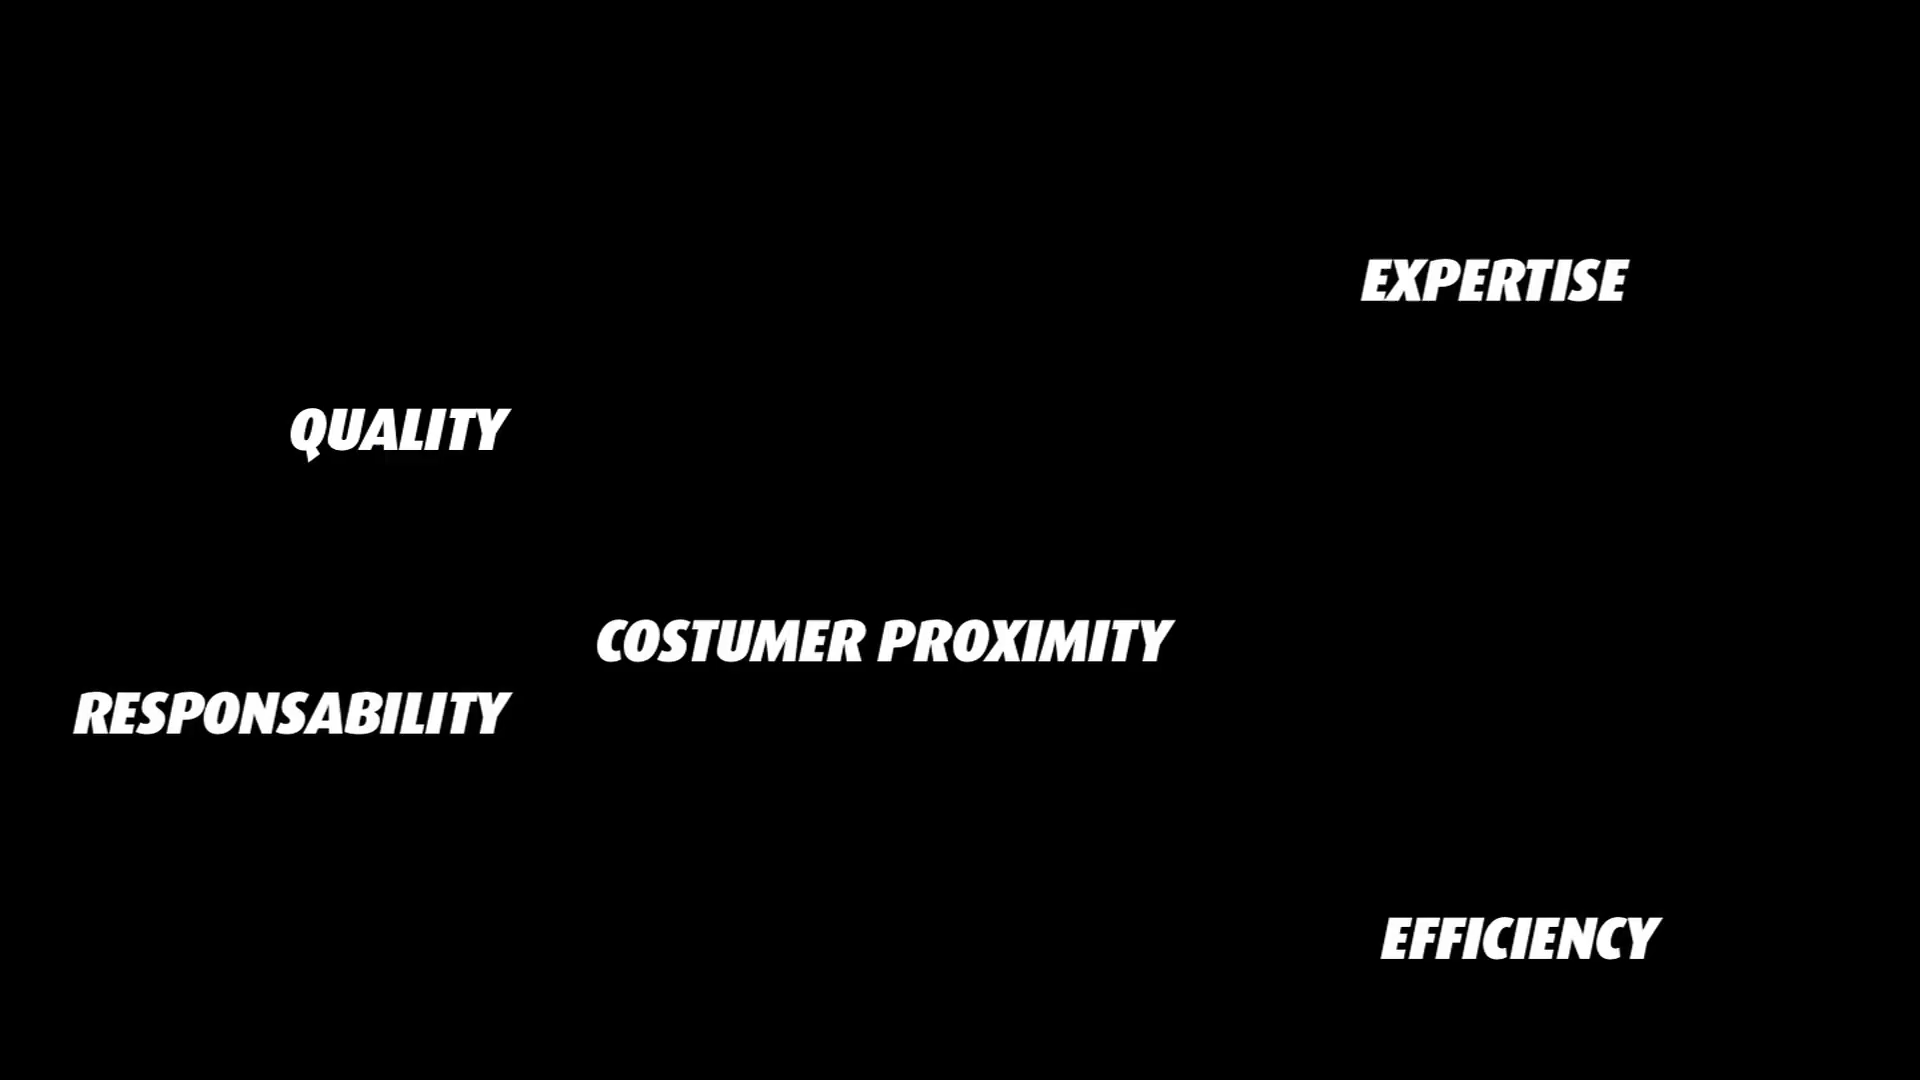 EXPERTISE
QUALITY
COSTUMER PROXIMITY
RESPONSABILITY
EFFICIENCY